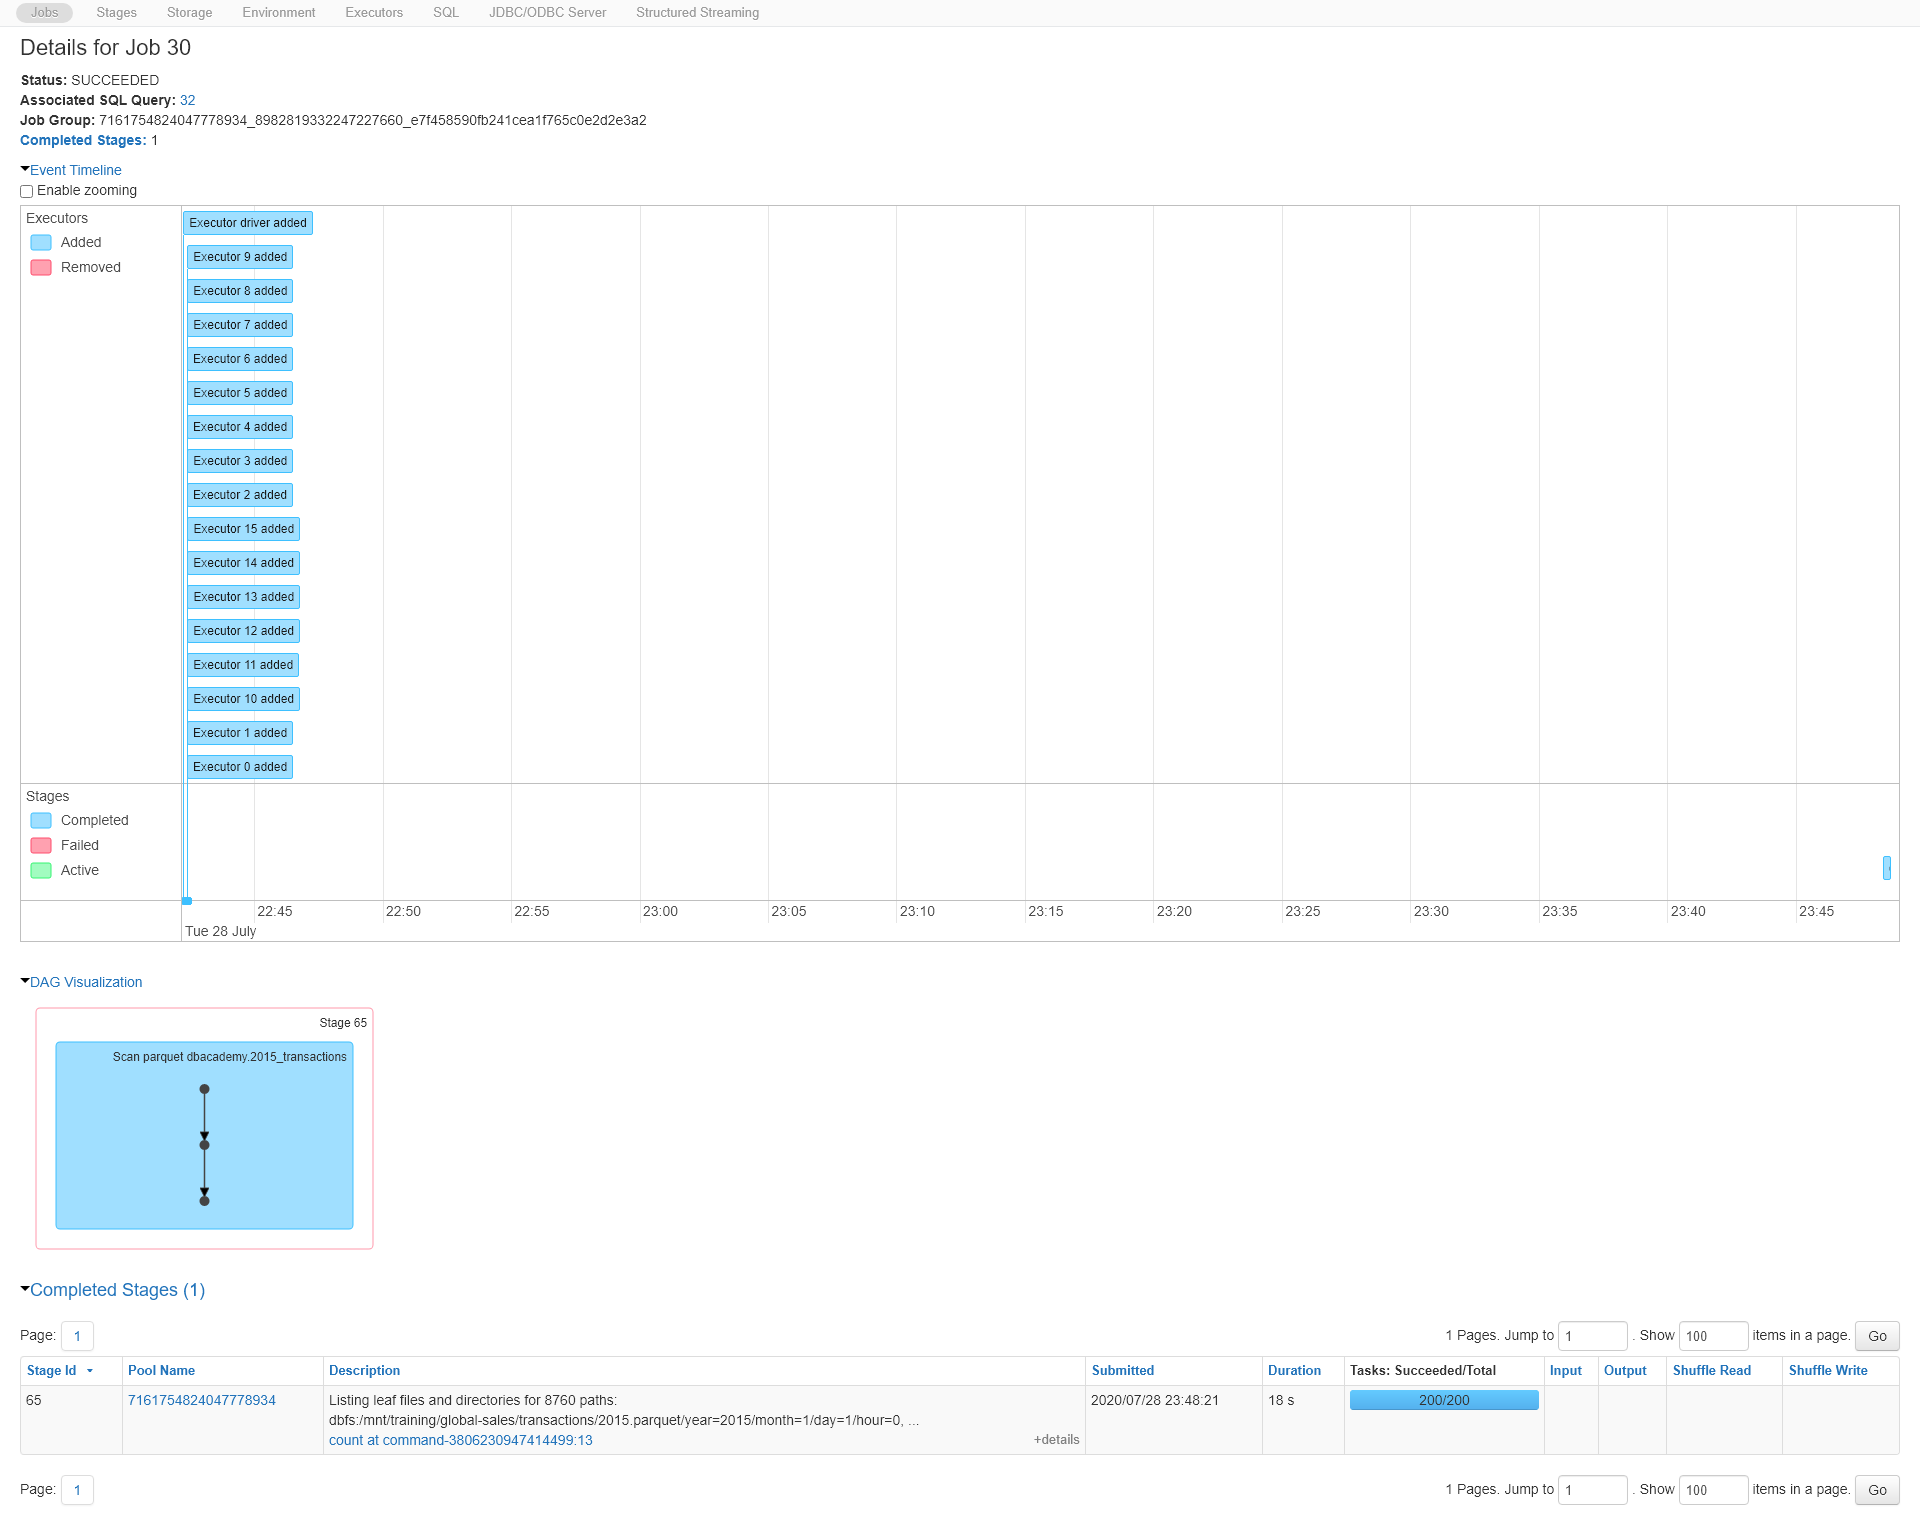 Jobs Stages Storage Environment Executors SQL JDBC/ODBC Server Structured Streaming
Details for Job 30
Status: SUCCEEDED
Associated SQL Query: 32
Job Group: 7161754824047778934_8982819332247227660_e7f458590fb241cea1f765c0e2d2e3a2
Completed Stages: 1
Event Timeline
Enable zooming
Executors
Added
Removed
Executor driver added
Executor 9 added
Executor 8 added
Executor 7 added
Executor 6 added
Executor 5 added
Executor 4 added
Executor 3 added
Executor 2 added
Executor 15 added
Executor 14 added
Executor 13 added
Executor 12 added
Executor 11 added
Executor 10 added
Executor 1 added
Executor 0 added
Stages
Completed
Failed
Active
22:45 22:50 22:55 23:00 23:05 23:10 23:15 23:20 23:25 23:30 23:35 23:40 23:45
Tue 28 July
DAG Visualization
Stage 65
Scan parquet dbacademy.2015_transactions
Completed Stages (1)
Page: 1 1 Pages. Jump to 1 . Show 100 items in a page. Go
Stage Id Pool Name Description Submitted Duration Tasks: Succeeded/Total Input Output Shuffle Read Shuffle Write
65 7161754824047778934 Listing leaf files and directories for 8760 paths: 2020/07/28 23:48:21 18 s 200/200
dbfs:/mnt/training/global-sales/transactions/2015.parquet/year=2015/month=1/day=1/hour=0, ...
count at command-3806230947414499:13 +details
Page: 1 1 Pages. Jump to 1 . Show 100 items in a page. Go